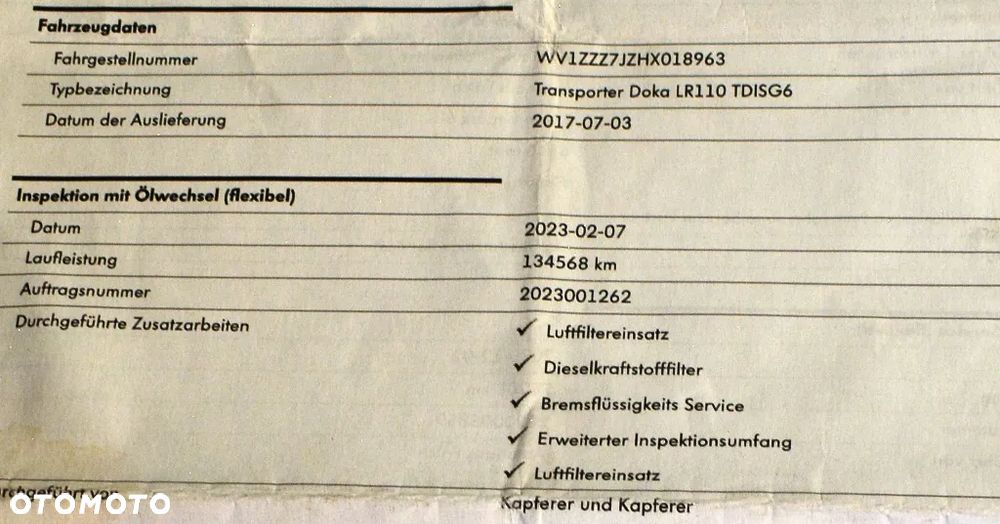 Fahrzeugdaten
Fahrgestellnummer WV1ZZZ7JZHX018963
Typbezeichnung Transporter Doka LR110 TDISG6
Datum der Auslieferung 2017-07-03
Inspektion mit Ölwechsel (flexibel)
Datum 2023-02-07
Laufleistung 134568 km
Auftragsnummer 2023001262
Durchgeführte Zusatzarbeiten ✓ Luftfiltereinsatz
✓ Dieselkraftstofffilter
✓ Bremsflüssigkeits Service
✓ Erweiterter Inspektionsumfang
✓ Luftfiltereinsatz
Kapferer und Kapferer
OTOMOTO